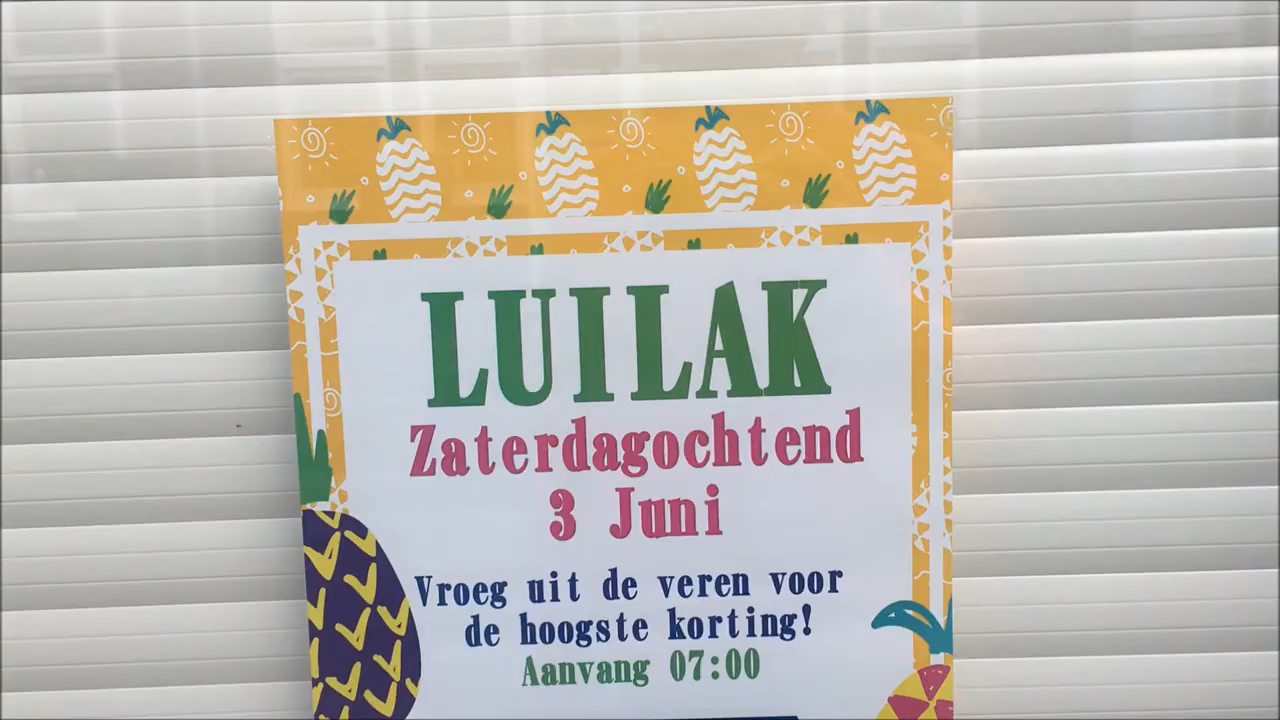 LUILAK
Zaterdagochtend
3 Juni
Vroeg uit de veren voor
de hoogste korting!
Aanvang 07:00